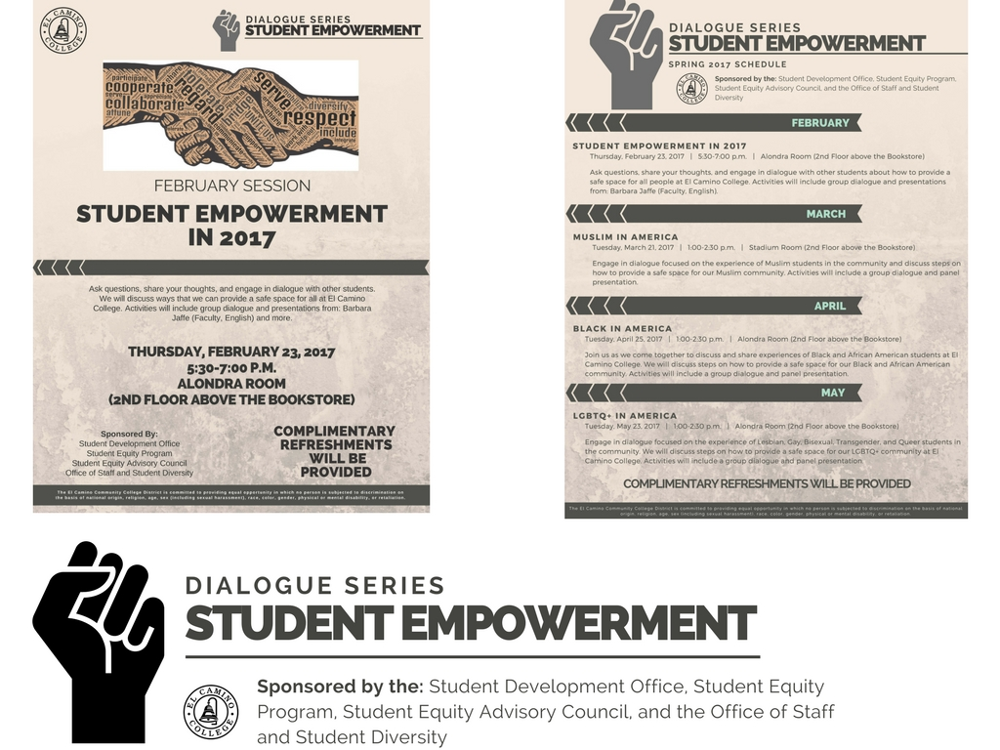 EL CAMINO COLLEGE
DIALOGUE SERIES
STUDENT EMPOWERMENT
participate
cooperate
collaborate
regard
serve
diversity
respect
include
FEBRUARY SESSION
STUDENT EMPOWERMENT
IN 2017
Ask questions, share your thoughts, and engage in dialogue with other students.
We will discuss ways that we can provide a safe space for all at El Camino
College. Activities will include group dialogue and presentations from: Barbara
Jaffe (Faculty, English) and more.
THURSDAY, FEBRUARY 23, 2017
5:30-7:00 P.M.
ALONDRA ROOM
(2ND FLOOR ABOVE THE BOOKSTORE)
Sponsored By:
Student Development Office
Student Equity Program
Student Equity Advisory Council
Office of Staff and Student Diversity
COMPLIMENTARY
REFRESHMENTS
WILL BE
PROVIDED
The El Camino Community College District is committed to providing equal opportunity in which no person is subjected to discrimination on
the basis of national origin, religion, age, sex (including sexual harassment), race, color, gender, physical or mental disability, or retaliation.
DIALOGUE SERIES
STUDENT EMPOWERMENT
SPRING 2017 SCHEDULE
EL CAMINO COLLEGE
Sponsored by the: Student Development Office, Student Equity Program,
Student Equity Advisory Council, and the Office of Staff and Student
Diversity
FEBRUARY
STUDENT EMPOWERMENT IN 2017
Thursday, February 23, 2017 | 5:30-7:00 p.m. | Alondra Room (2nd Floor above the Bookstore)
Ask questions, share your thoughts, and engage in dialogue with other students about how to provide a
safe space for all people at El Camino College. Activities will include group dialogue and presentations
from: Barbara Jaffe (Faculty, English).
MARCH
MUSLIM IN AMERICA
Tuesday, March 21, 2017 | 1:00-2:30 p.m. | Stadium Room (2nd Floor above the Bookstore)
Engage in dialogue focused on the experience of Muslim students in the community and discuss steps on
how to provide a safe space for our Muslim community. Activities will include a group dialogue and panel
presentation.
APRIL
BLACK IN AMERICA
Tuesday, April 25, 2017 | 1:00-2:30 p.m. | Alondra Room (2nd Floor above the Bookstore)
Join us as we come together to discuss and share experiences of Black and African American students at El
Camino College. We will discuss steps on how to provide a safe space for our Black and African American
community. Activities will include a group dialogue and panel presentation.
MAY
LGBTQ+ IN AMERICA
Tuesday, May 23, 2017 | 1:00-2:30 p.m. | Alondra Room (2nd Floor above the Bookstore)
Engage in dialogue focused on the experience of Lesbian, Gay, Bisexual, Transgender, and Queer students in
the community. We will discuss steps on how to provide a safe space for our LGBTQ+ community at El
Camino College. Activities will include a group dialogue and panel presentation.
COMPLIMENTARY REFRESHMENTS WILL BE PROVIDED
The El Camino Community College District is committed to providing equal opportunity in which no person is subjected to discrimination on the basis of national
origin, religion, age, sex (including sexual harassment), race, color, gender, physical or mental disability, or retaliation.
DIALOGUE SERIES
STUDENT EMPOWERMENT
EL CAMINO COLLEGE
Sponsored by the: Student Development Office, Student Equity
Program, Student Equity Advisory Council, and the Office of Staff
and Student Diversity